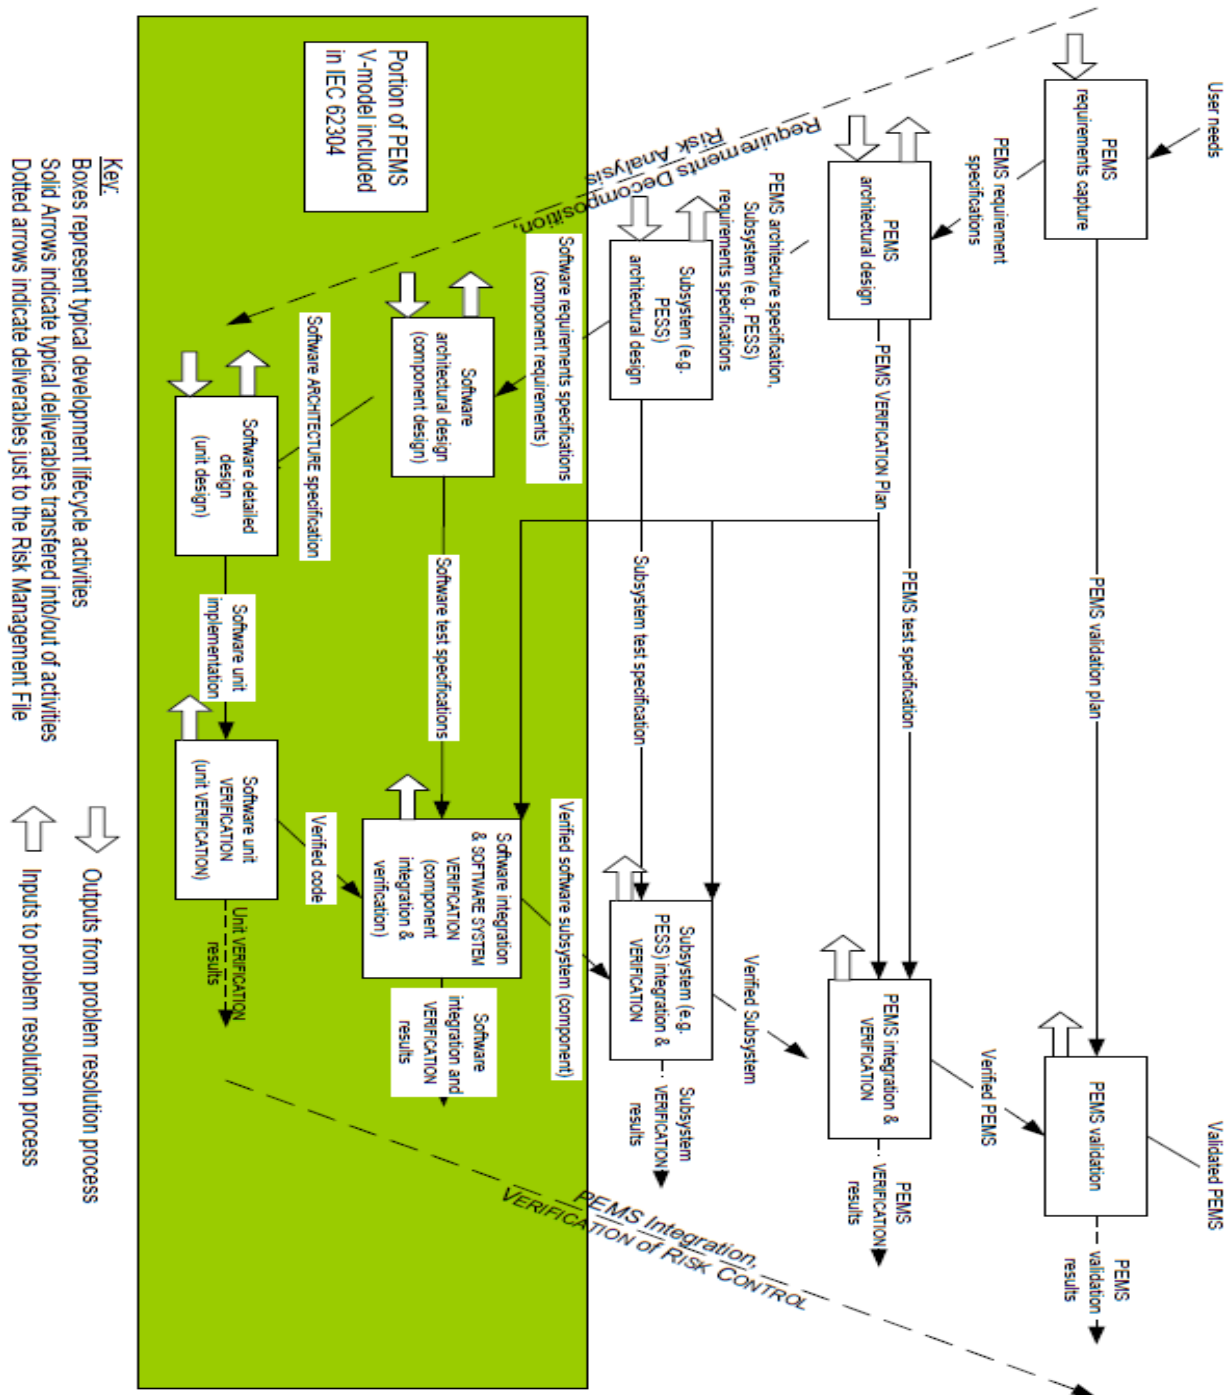 User needs
PEMS
requirements capture
PEMS validation plan
PEMS validation
Validated PEMS
PEMS
validation
results
PEMS requirement
specifications
PEMS
architectural design
PEMS test specification
PEMS VERIFICATION Plan
PEMS integration &
VERIFICATION
Verified PEMS
PEMS
VERIFICATION
results
PEMS architecture specification,
Subsystem (e.g. PESS)
requirements specifications
Subsystem (e.g.
PESS)
architectural design
Subsystem test specification
Subsystem (e.g.
PESS) integration &
VERIFICATION
Verified Subsystem
Subsystem
VERIFICATION
results
Requirements Decomposition,
Risk Analysis
Software requirements specifications
(component requirements)
Software
architectural design
(component design)
Software test specifications
Software integration
& SOFTWARE SYSTEM
VERIFICATION
(component
integration &
verification)
Verified software subsystem (component)
Software
integration and
VERIFICATION
results
PEMS Integration,
VERIFICATION of RISK CONTROL
Portion of PEMS
V-model included
in IEC 62304
Software ARCHITECTURE specification
Software detailed
design
(unit design)
Software unit
implementation
Software unit
VERIFICATION
(unit VERIFICATION)
Verified code
Unit VERIFICATION
results
Key:
Boxes represent typical development lifecycle activities
Solid Arrows indicate typical deliverables transfered into/out of activities
Dotted arrows indicate deliverables just to the Risk Management File
Outputs from problem resolution process
Inputs to problem resolution process